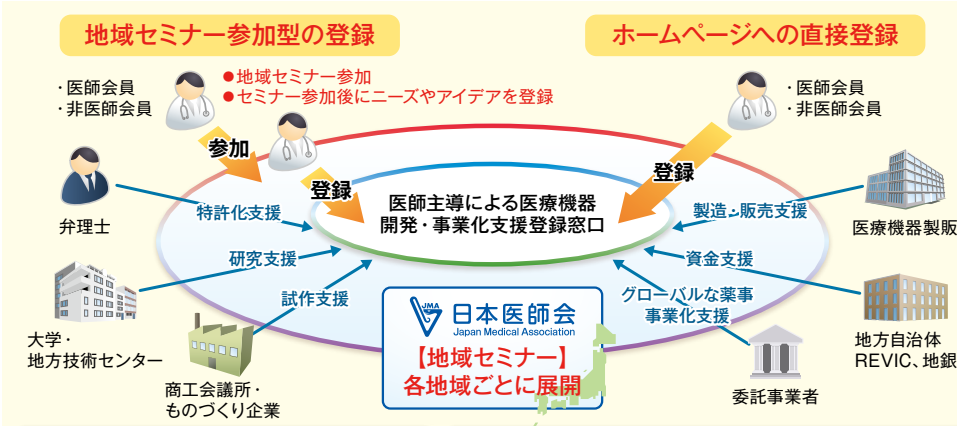 地域セミナー参加型の登録
ホームページへの直接登録
・医師会員
・非医師会員
●地域セミナー参加
●セミナー参加後にニーズやアイデアを登録
・医師会員
・非医師会員
参加
登録
登録
医師主導による医療機器
開発・事業化支援登録窓口
弁理士
特許化支援
製造・販売支援
医療機器製販
研究支援
資金支援
試作支援
グローバルな薬事
事業化支援
大学・
地方技術センター
商工会議所・
ものづくり企業
JMA
日本医師会
Japan Medical Association
【地域セミナー】
各地域ごとに展開
委託事業者
地方自治体
REVIC、地銀